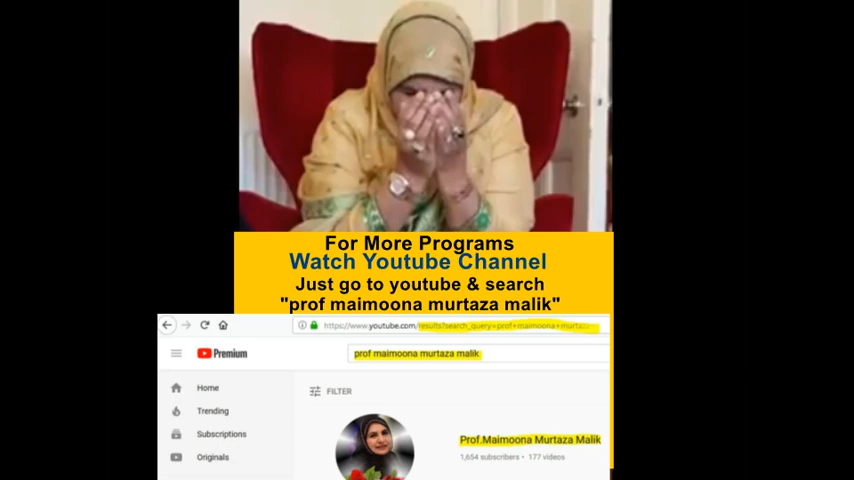 For More Programs
Watch Youtube Channel
Just go to youtube & search
"prof maimoona murtaza malik"
https://www.youtube.com/results?search_query=prof+maimoona+murtaza
Premium
prof maimoona murtaza malik
Home
FILTER
Trending
Subscriptions
Prof.Maimoona Murtaza Malik
1,654 subscribers • 177 videos
Originals